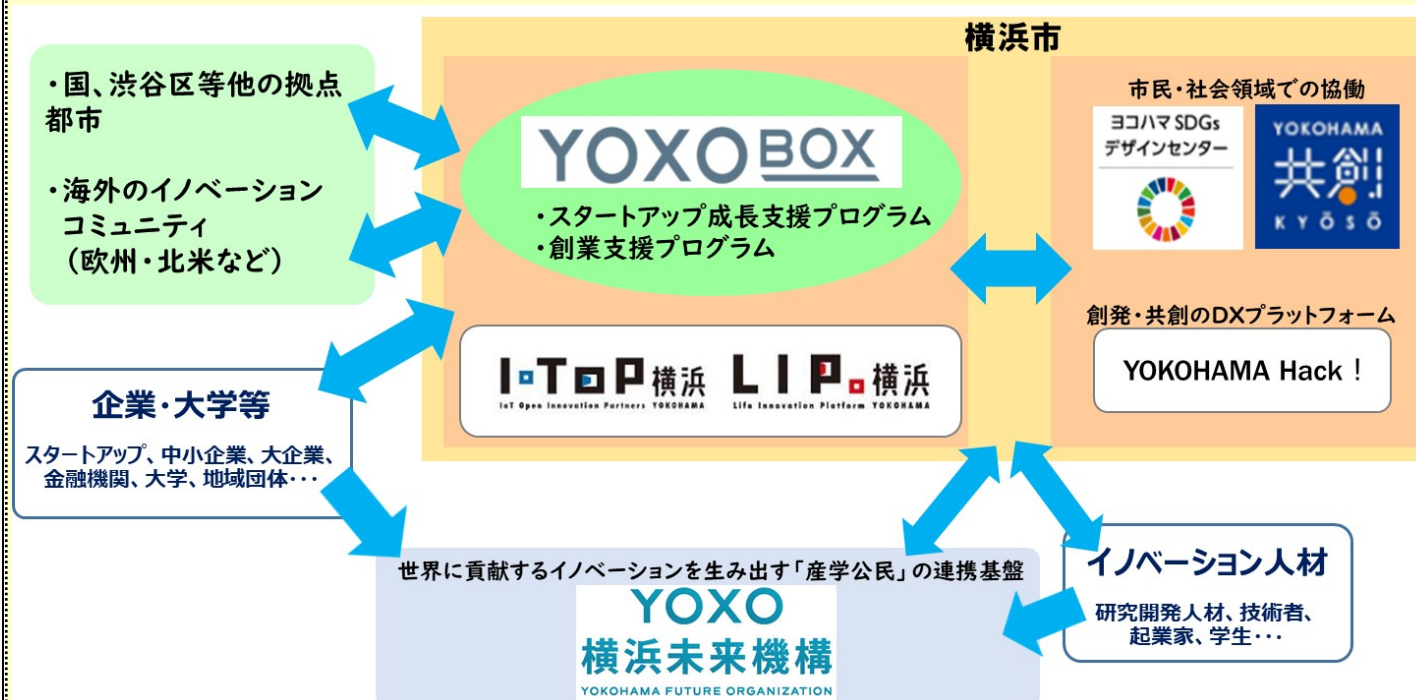 横浜市
・国、渋谷区等他の拠点
都市
・海外のイノベーション
コミュニティ
（欧州・北米など）
YOXO BOX
・スタートアップ成長支援プログラム
・創業支援プログラム
市民・社会領域での協働
ヨコハマ SDGs
デザインセンター
YOKOHAMA
共創
KYŌSŌ
創発・共創のDXプラットフォーム
YOKOHAMA Hack！
I・TOP横浜
IoT Open Innovation Partners YOKOHAMA
LIP.横浜
Life Innovation Platform YOKOHAMA
企業・大学等
スタートアップ、中小企業、大企業、
金融機関、大学、地域団体・・・
世界に貢献するイノベーションを生み出す「産学公民」の連携基盤
YOXO
横浜未来機構
YOKOHAMA FUTURE ORGANIZATION
イノベーション人材
研究開発人材、技術者、
起業家、学生・・・